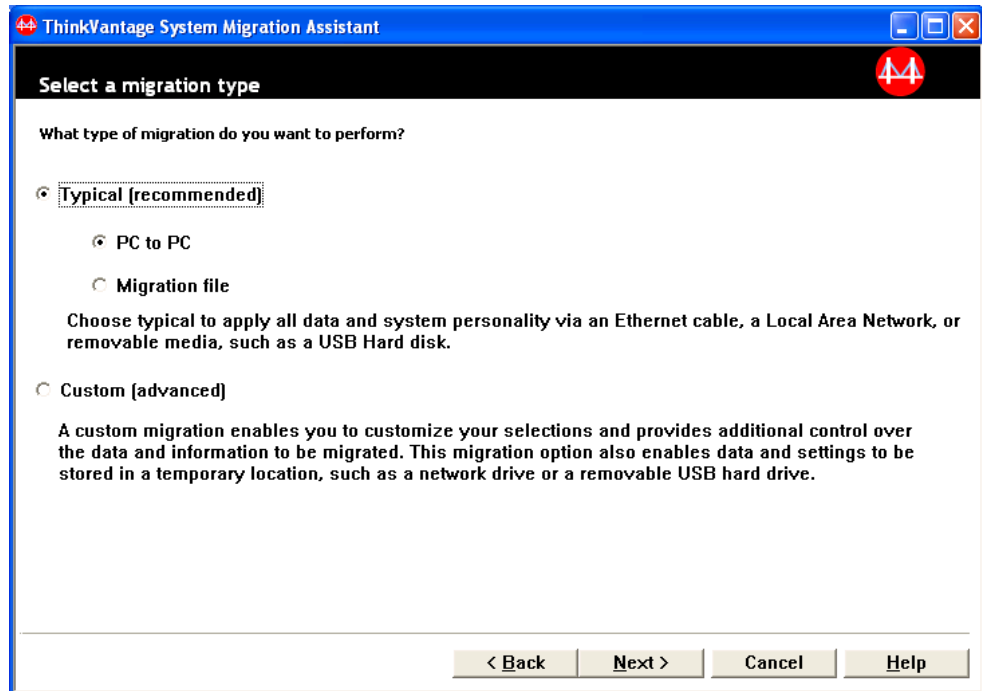 ThinkVantage System Migration Assistant
Select a migration type
What type of migration do you want to perform?
Typical (recommended)
PC to PC
Migration file
Choose typical to apply all data and system personality via an Ethernet cable, a Local Area Network, or
removable media, such as a USB Hard disk.
Custom (advanced)
A custom migration enables you to customize your selections and provides additional control over
the data and information to be migrated. This migration option also enables data and settings to be
stored in a temporary location, such as a network drive or a removable USB hard drive.
< Back Next > Cancel Help